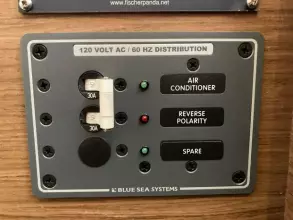 www.fischerpanda.net
120 VOLT AC / 60 HZ DISTRIBUTION
30A
AIR
CONDITIONER
30A
REVERSE
POLARITY
SPARE
BLUE SEA SYSTEMS